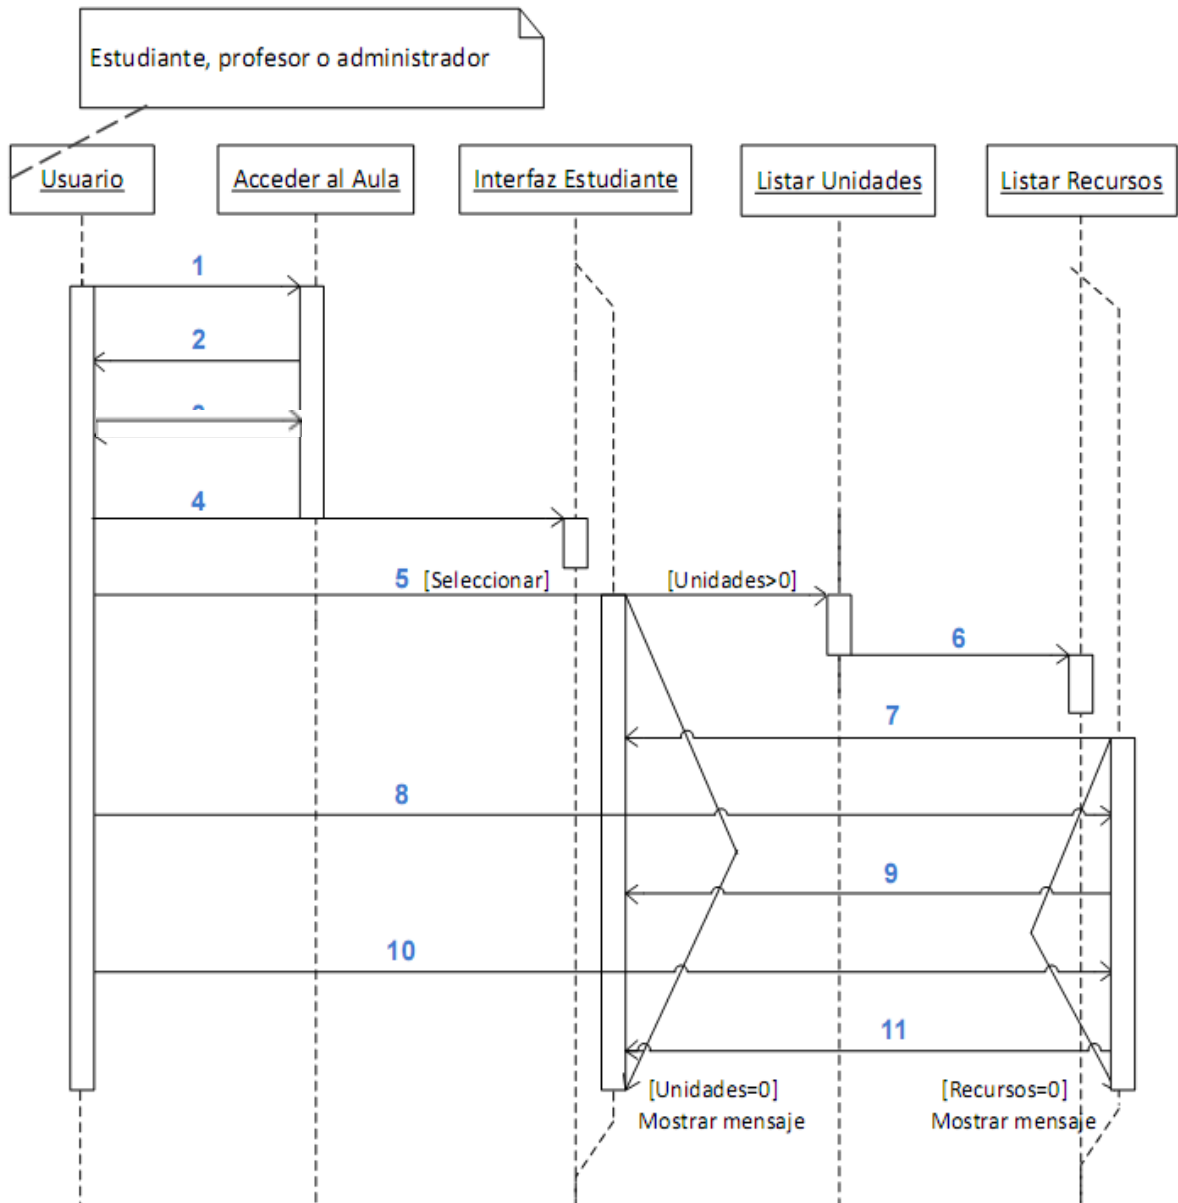 Estudiante, profesor o administrador
Usuario
Acceder al Aula
Interfaz Estudiante
Listar Unidades
Listar Recursos
1
2
4
5 [Seleccionar]
[Unidades>0]
6
7
8
9
10
11
[Unidades=0]
Mostrar mensaje
[Recursos=0]
Mostrar mensaje